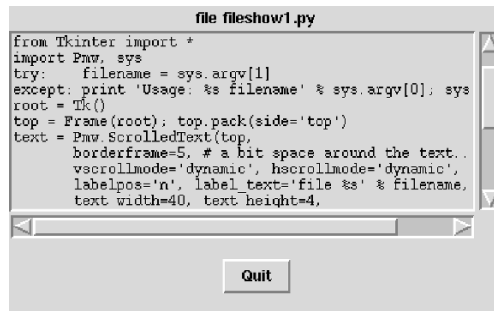 file fileshow1.py
from Tkinter import *
import Pmw, sys
try:    filename = sys.argv[1]
except: print 'Usage: %s filename' % sys.argv[0]; sys
root = Tk()
top = Frame(root); top.pack(side='top')
text = Pmw.ScrolledText(top,
       borderframe=5, # a bit space around the text..
       vscrollmode='dynamic', hscrollmode='dynamic',
       labelpos='n', label_text='file %s' % filename,
       text_width=40, text_height=4,
Quit